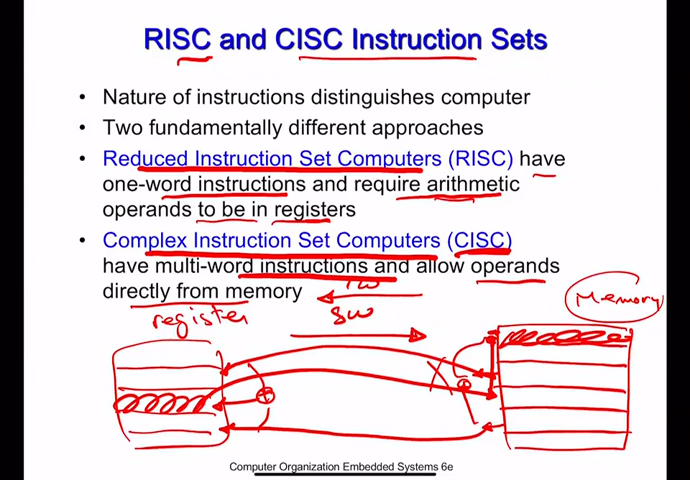 RISC and CISC Instruction Sets
• Nature of instructions distinguishes computer
• Two fundamentally different approaches
• Reduced Instruction Set Computers (RISC) have
one-word instructions and require arithmetic
operands to be in registers
• Complex Instruction Set Computers (CISC)
have multi-word instructions and allow operands
directly from memory
lw
sw
register
Memory
+
+
Computer Organization Embedded Systems 6e